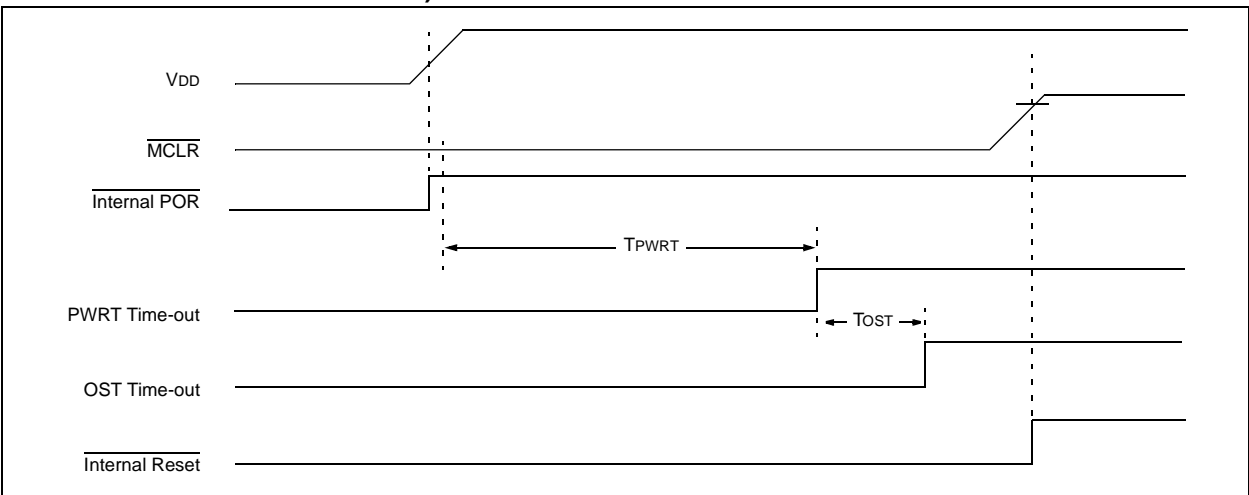 VDD
MCLR
Internal POR
TPWRT
PWRT Time-out
TOST
OST Time-out
Internal Reset